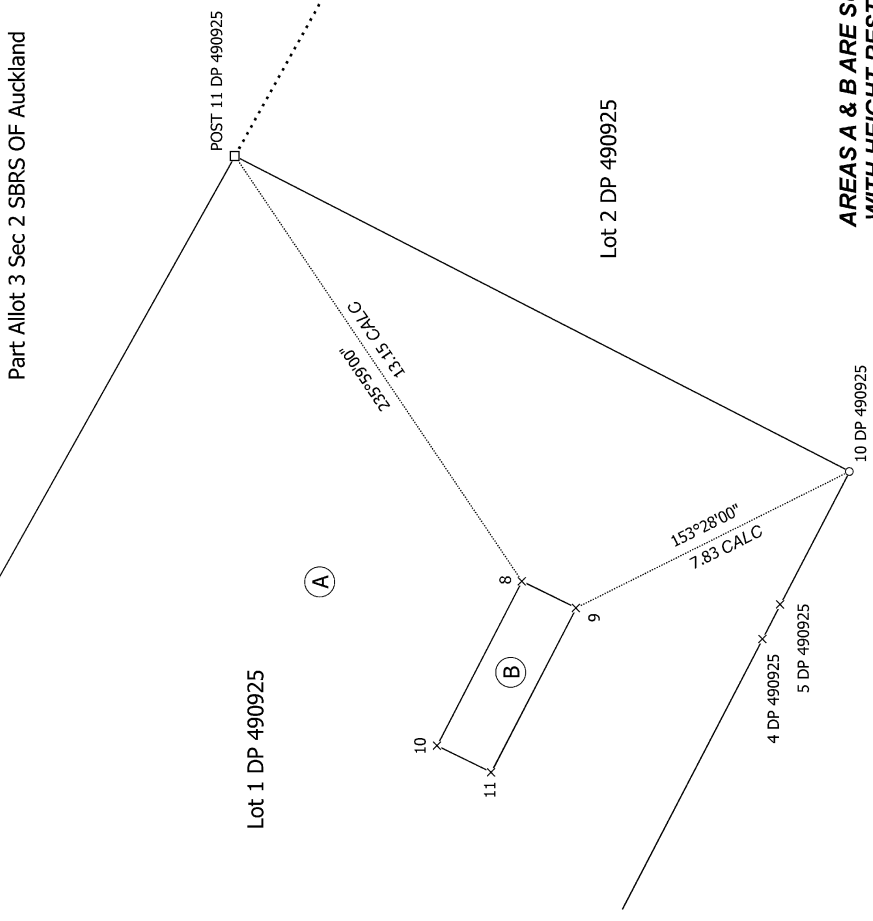 Part Allot 3 Sec 2 SBRS OF Auckland
POST 11 DP 490925
Lot 2 DP 490925
AREAS A & B ARE
WITH HEIGHT
235°59'00"
13.15 CALC
10 DP 490925
153°28'00"
7.83 CALC
A
8
9
B
10
11
Lot 1 DP 490925
5 DP 490925
4 DP 490925